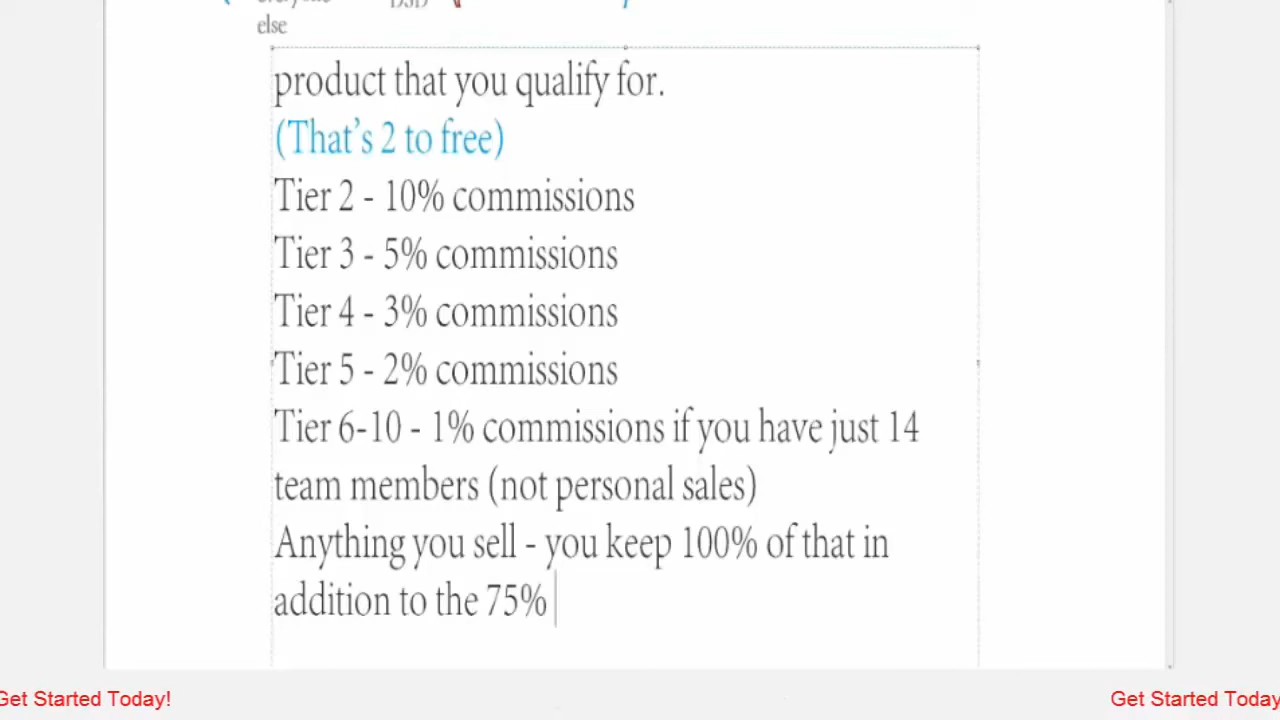 else
product that you qualify for.
(That's 2 to free)
Tier 2 - 10% commissions
Tier 3 - 5% commissions
Tier 4 - 3% commissions
Tier 5 - 2% commissions
Tier 6-10 - 1% commissions if you have just 14
team members (not personal sales)
Anything you sell - you keep 100% of that in
addition to the 75%
Get Started Today!
Get Started Today